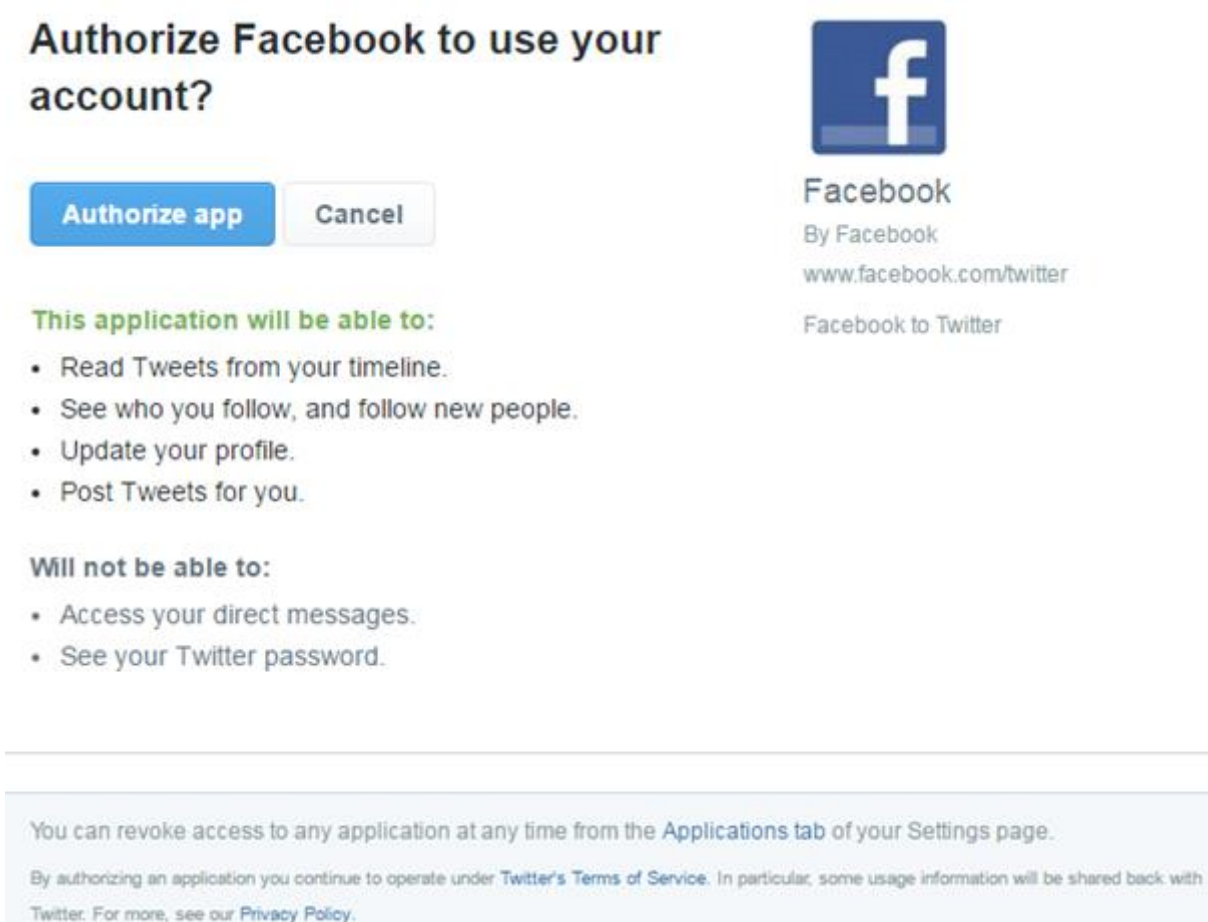 Authorize Facebook to use your
account?
Authorize app
Cancel
This application will be able to:
• Read Tweets from your timeline.
• See who you follow, and follow new people.
• Update your profile.
• Post Tweets for you.
Will not be able to:
• Access your direct messages.
• See your Twitter password.
f
Facebook
By Facebook
www.facebook.com/twitter
Facebook to Twitter
You can revoke access to any application at any time from the Applications tab of your Settings page.
By authorizing an application you continue to operate under Twitter's Terms of Service. In particular, some usage information will be shared back with
Twitter. For more, see our Privacy Policy.